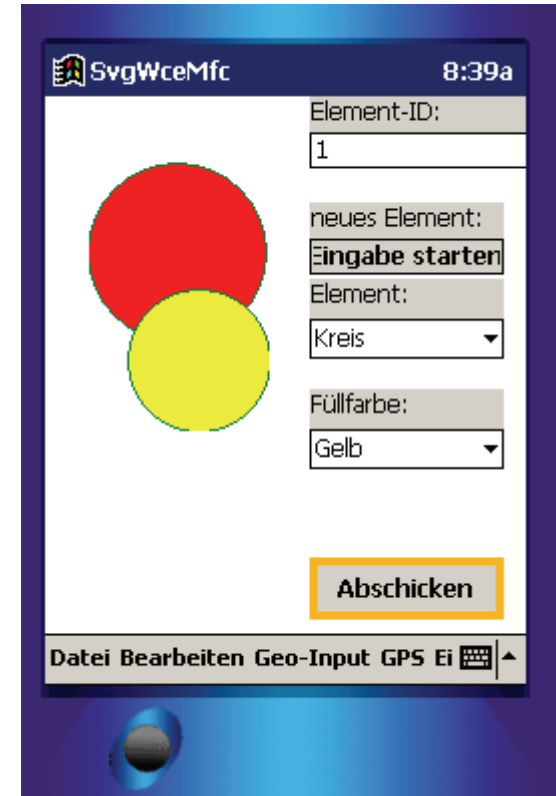 SvgWceMfc 8:39a
Element-ID:
1
neues Element:
Eingabe starten
Element:
Kreis
Füllfarbe:
Gelb
Abschicken
Datei Bearbeiten Geo-Input GPS Ei